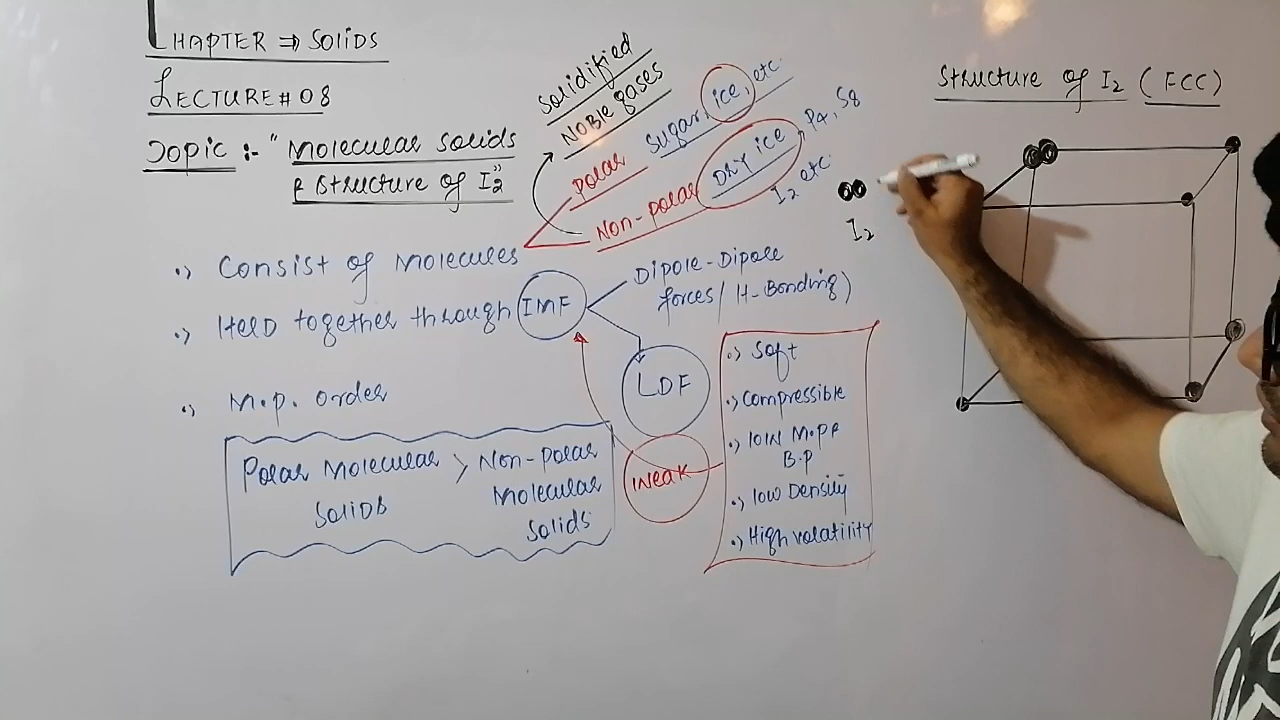 CHAPTER ⇒ SOLIDS
LECTURE # 08
TOPIC :- "Molecular solids
& Structure of I2"
Solidified
NOBLE gases
Polar Sugar, ice, etc.
Non-polar DRY ice, P4, S8
I2 etc.
.) Consist of Molecules
.) HELD together through IMF
Dipole-Dipole
forces / H-Bonding)
LDF
Weak
.) M.p. order
Polar Molecular > Non-polar
Solids Molecular
Solids
.) Soft
.) Compressible
.) low M.P &
B.P
.) low Density
.) High volatility
Structure of I2 (FCC)
I2